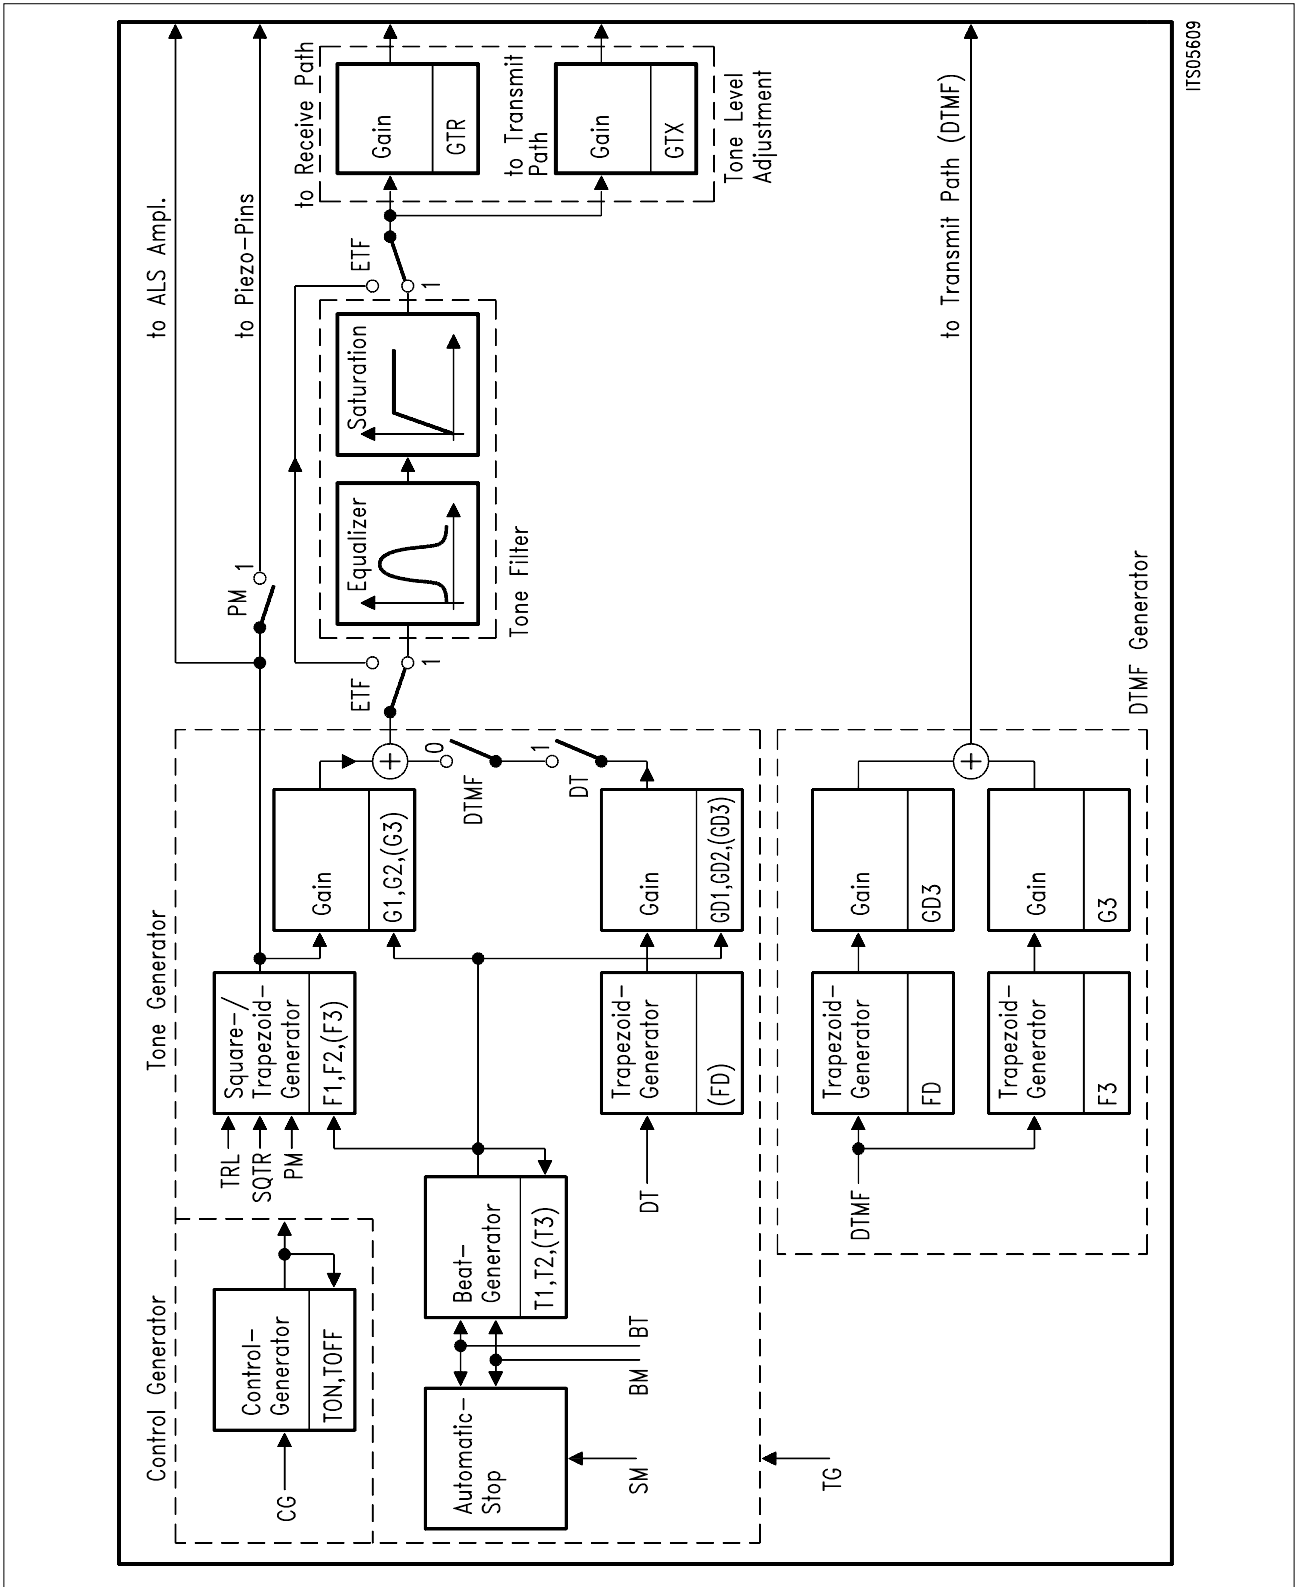 Control Generator
CG
Control-
Generator
TON,TOFF
Tone Generator
TRL
SQTR
PM
Square-/
Trapezoid-
Generator
F1,F2,(F3)
Gain
G1,G2,(G3)
Automatic-
Stop
SM
BM
BT
Beat-
Generator
T1,T2,(T3)
DT
Trapezoid-
Generator
(FD)
Gain
GD1,GD2,(GD3)
DTMF
0
DT
1
TG
PM
1
to ALS Ampl.
to Piezo-Pins
ETF
1
Equalizer
Saturation
Tone Filter
ETF
1
to Receive Path
Gain
GTR
to Transmit
Path
Gain
GTX
Tone Level
Adjustment
DTMF
Trapezoid-
Generator
FD
Gain
GD3
Trapezoid-
Generator
F3
Gain
G3
DTMF Generator
to Transmit Path (DTMF)
ITS05609